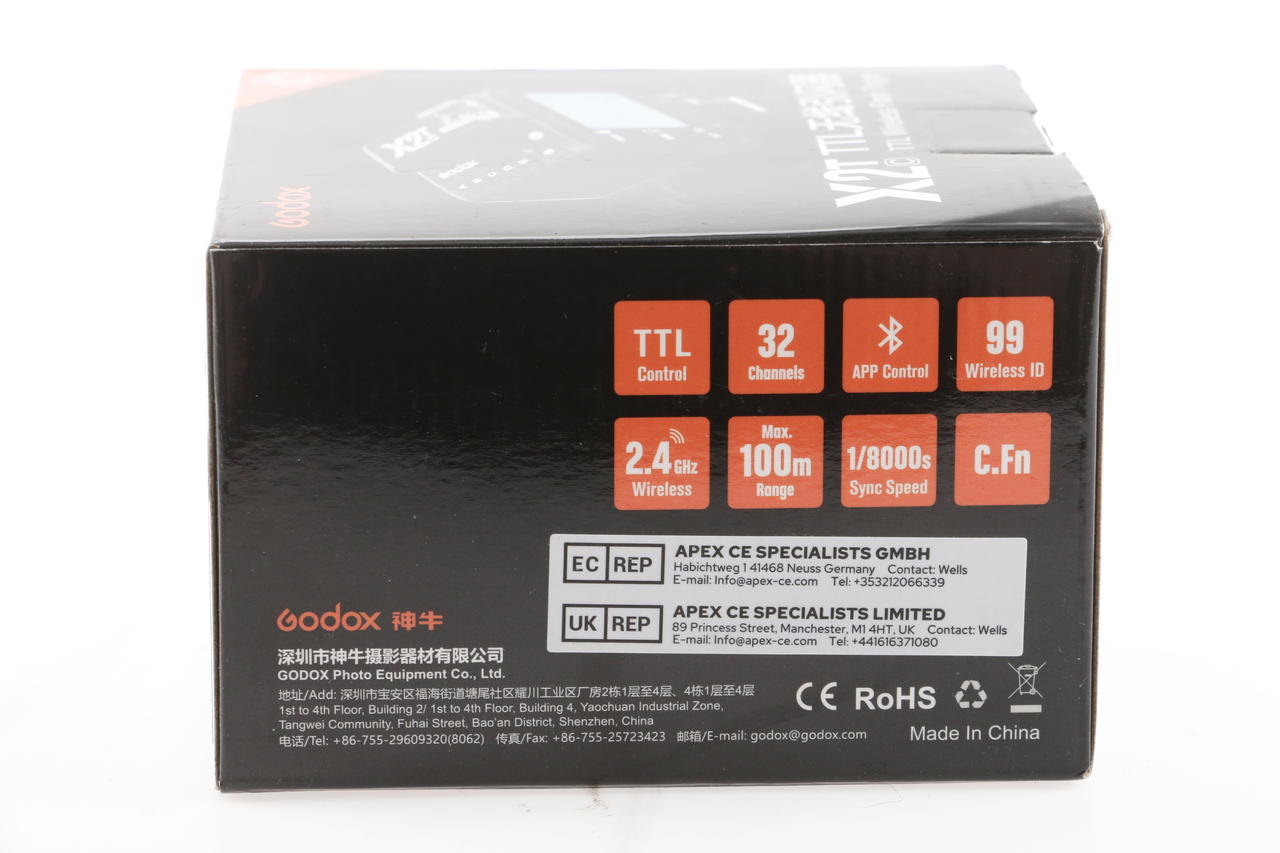 Godox
X2T
Godox
X2T TTL无线引闪器
X2T-C TTL Wireless Flash Trigger
TTL
Control
32
Channels
APP Control
99
Wireless ID
2.4GHz
Wireless
Max.
100m
Range
1/8000s
Sync Speed
C.Fn
EC REP
APEX CE SPECIALISTS GMBH
Habichtweg 1 41468 Neuss Germany Contact: Wells
E-mail: Info@apex-ce.com Tel: +353212066339
UK REP
APEX CE SPECIALISTS LIMITED
89 Princess Street, Manchester, M1 4HT, UK Contact: Wells
E-mail: Info@apex-ce.com Tel: +441616371080
Godox 神牛
深圳市神牛摄影器材有限公司
GODOX Photo Equipment Co., Ltd.
地址/Add: 深圳市宝安区福海街道塘尾社区耀川工业区厂房2栋1层至4层、4栋1层至4层
1st to 4th Floor, Building 2/ 1st to 4th Floor, Building 4, Yaochuan Industrial Zone,
Tangwei Community, Fuhai Street, Bao'an District, Shenzhen, China
电话/Tel: +86-755-29609320(8062) 传真/Fax: +86-755-25723423 邮箱/E-mail: godox@godox.com
CE RoHS
Made In China